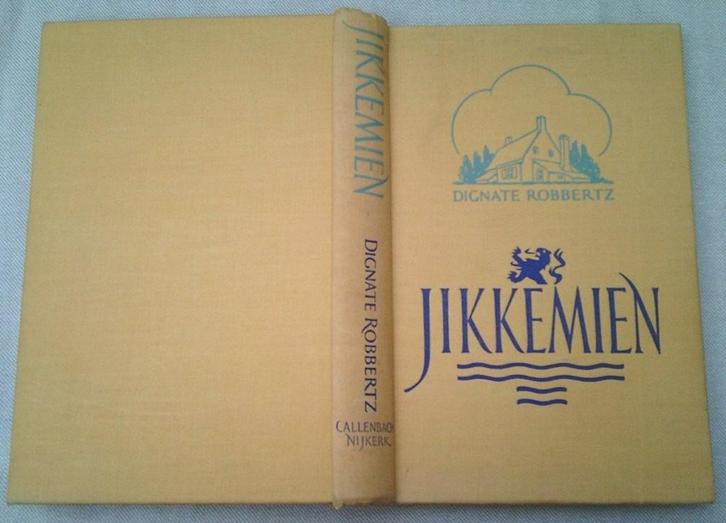 JIKKEMIEN
DIGNATE ROBBERTZ
CALLENBACH
NIJKERK
DIGNATE ROBBERTZ
JIKKEMIEN